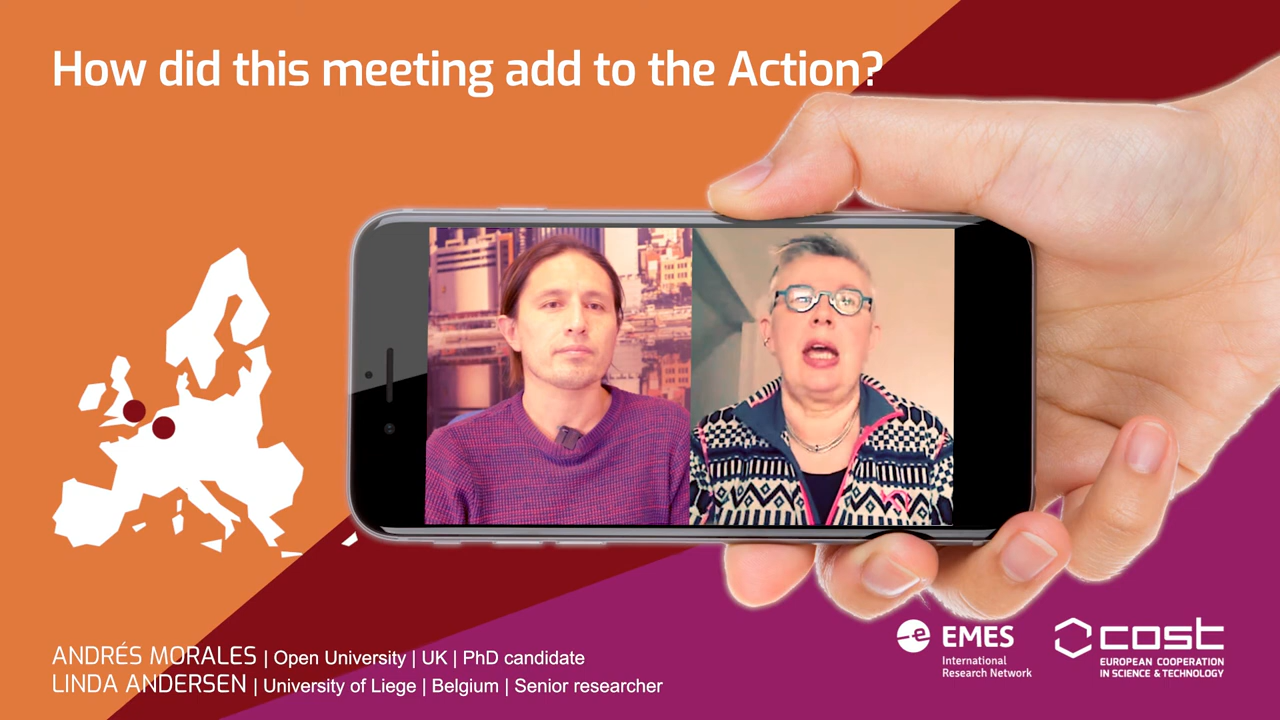 How did this meeting add to the Action?
ANDRÉS MORALES | Open University | UK | PhD candidate
LINDA ANDERSEN | University of Liege | Belgium | Senior researcher
EMES
International
Research Network
cost
EUROPEAN COOPERATION
IN SCIENCE & TECHNOLOGY